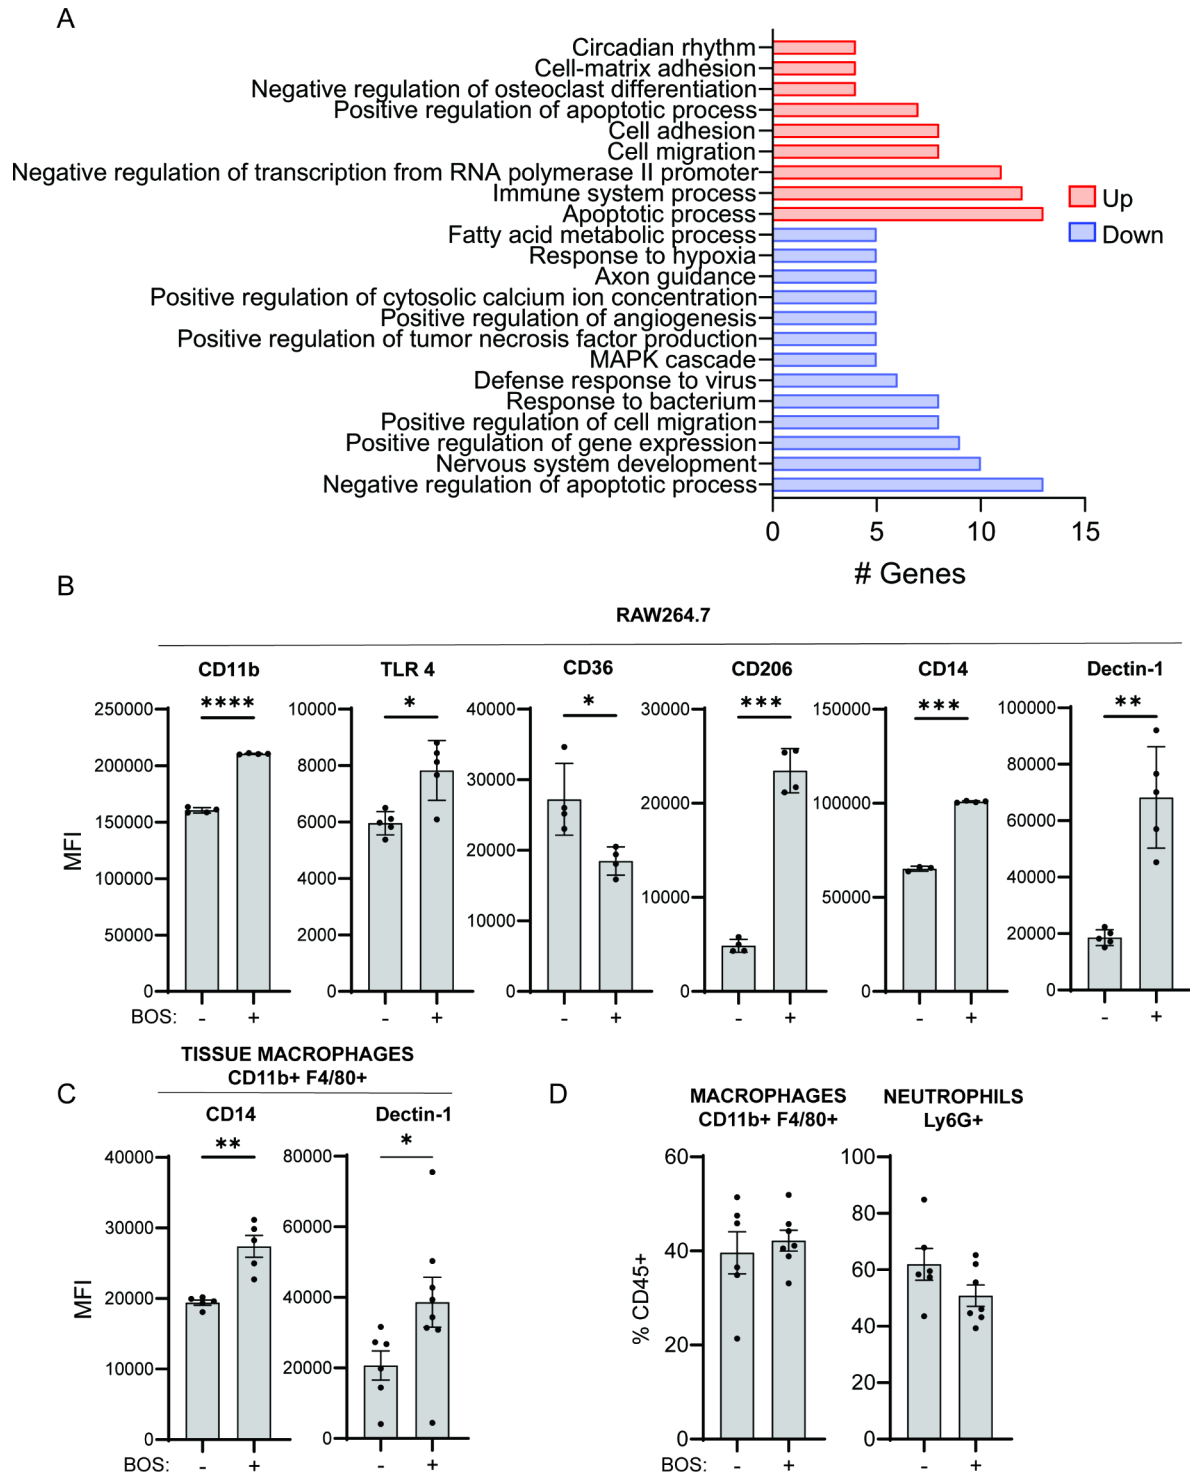 A
Circadian rhythm
Cell-matrix adhesion
Negative regulation of osteoclast differentiation
Positive regulation of apoptotic process
Cell adhesion
Cell migration
Negative regulation of transcription from RNA polymerase II promoter
Immune system process
Apoptotic process
Fatty acid metabolic process
Response to hypoxia
Axon guidance
Positive regulation of cytosolic calcium ion concentration
Positive regulation of angiogenesis
Positive regulation of tumor necrosis factor production
MAPK cascade
Defense response to virus
Response to bacterium
Positive regulation of cell migration
Positive regulation of gene expression
Nervous system development
Negative regulation of apoptotic process
Up
Down
0 5 10 15
# Genes
B
RAW264.7
CD11b
****
MFI
250000
200000
150000
100000
50000
0
BOS: - +
TLR 4
*
10000
8000
6000
4000
2000
0
- +
CD36
*
40000
30000
20000
10000
0
- +
CD206
***
30000
20000
10000
0
- +
CD14
***
150000
100000
50000
0
- +
Dectin-1
**
100000
80000
60000
40000
20000
0
- +
C
TISSUE MACROPHAGES
CD11b+ F4/80+
CD14
**
MFI
40000
30000
20000
10000
0
BOS: - +
Dectin-1
*
80000
60000
40000
20000
0
- +
D
MACROPHAGES
CD11b+ F4/80+
% CD45+
60
40
20
0
BOS: - +
NEUTROPHILS
Ly6G+
100
80
60
40
20
0
- +